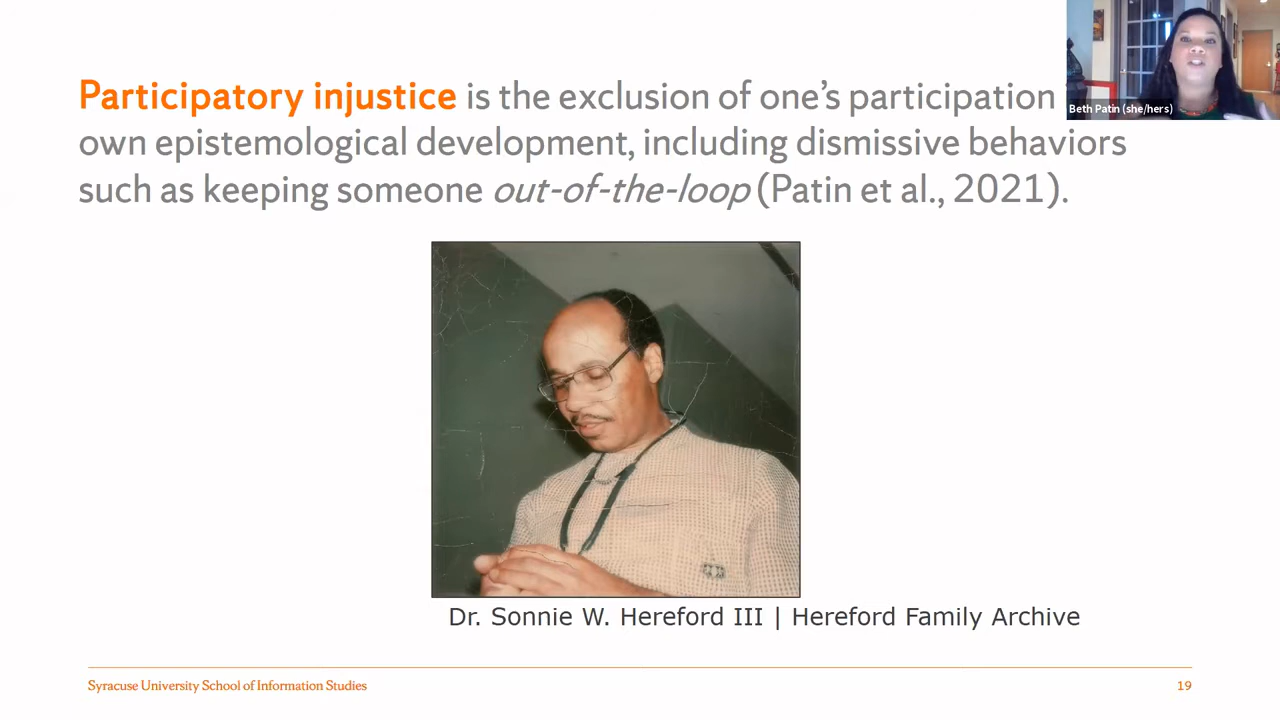 Participatory injustice is the exclusion of one's participation
own epistemological development, including dismissive behaviors
such as keeping someone out-of-the-loop (Patin et al., 2021).
Beth Patin (she/hers)
Dr. Sonnie W. Hereford III | Hereford Family Archive
Syracuse University School of Information Studies
19